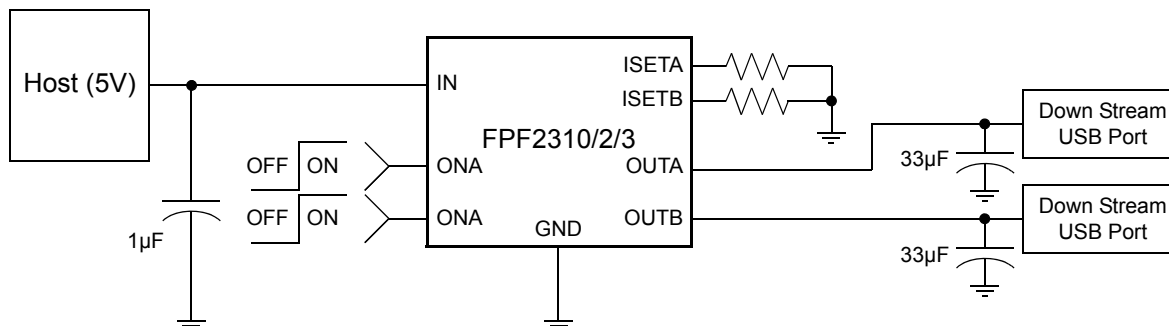 Host (5V)
1µF
OFF ON
OFF ON
IN
ONA
ONA
FPF2310/2/3
GND
ISETA
ISETB
OUTA
OUTB
33µF
33µF
Down Stream
USB Port
Down Stream
USB Port